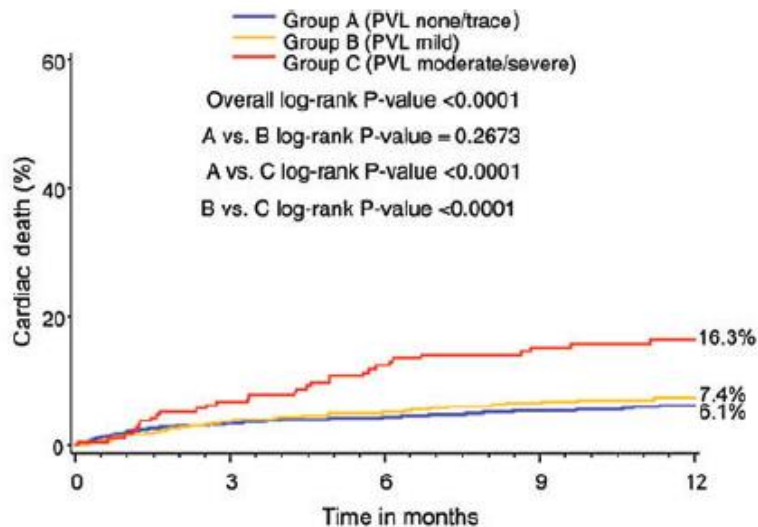 Group A (PVL none/trace)
Group B (PVL mild)
Group C (PVL moderate/severe)
Overall log-rank P-value <0.0001
A vs. B log-rank P-value = 0.2673
A vs. C log-rank P-value <0.0001
B vs. C log-rank P-value <0.0001
Cardiac death (%)
60
40
20
0
16.3%
7.4%
6.1%
0
3
6
9
12
Time in months